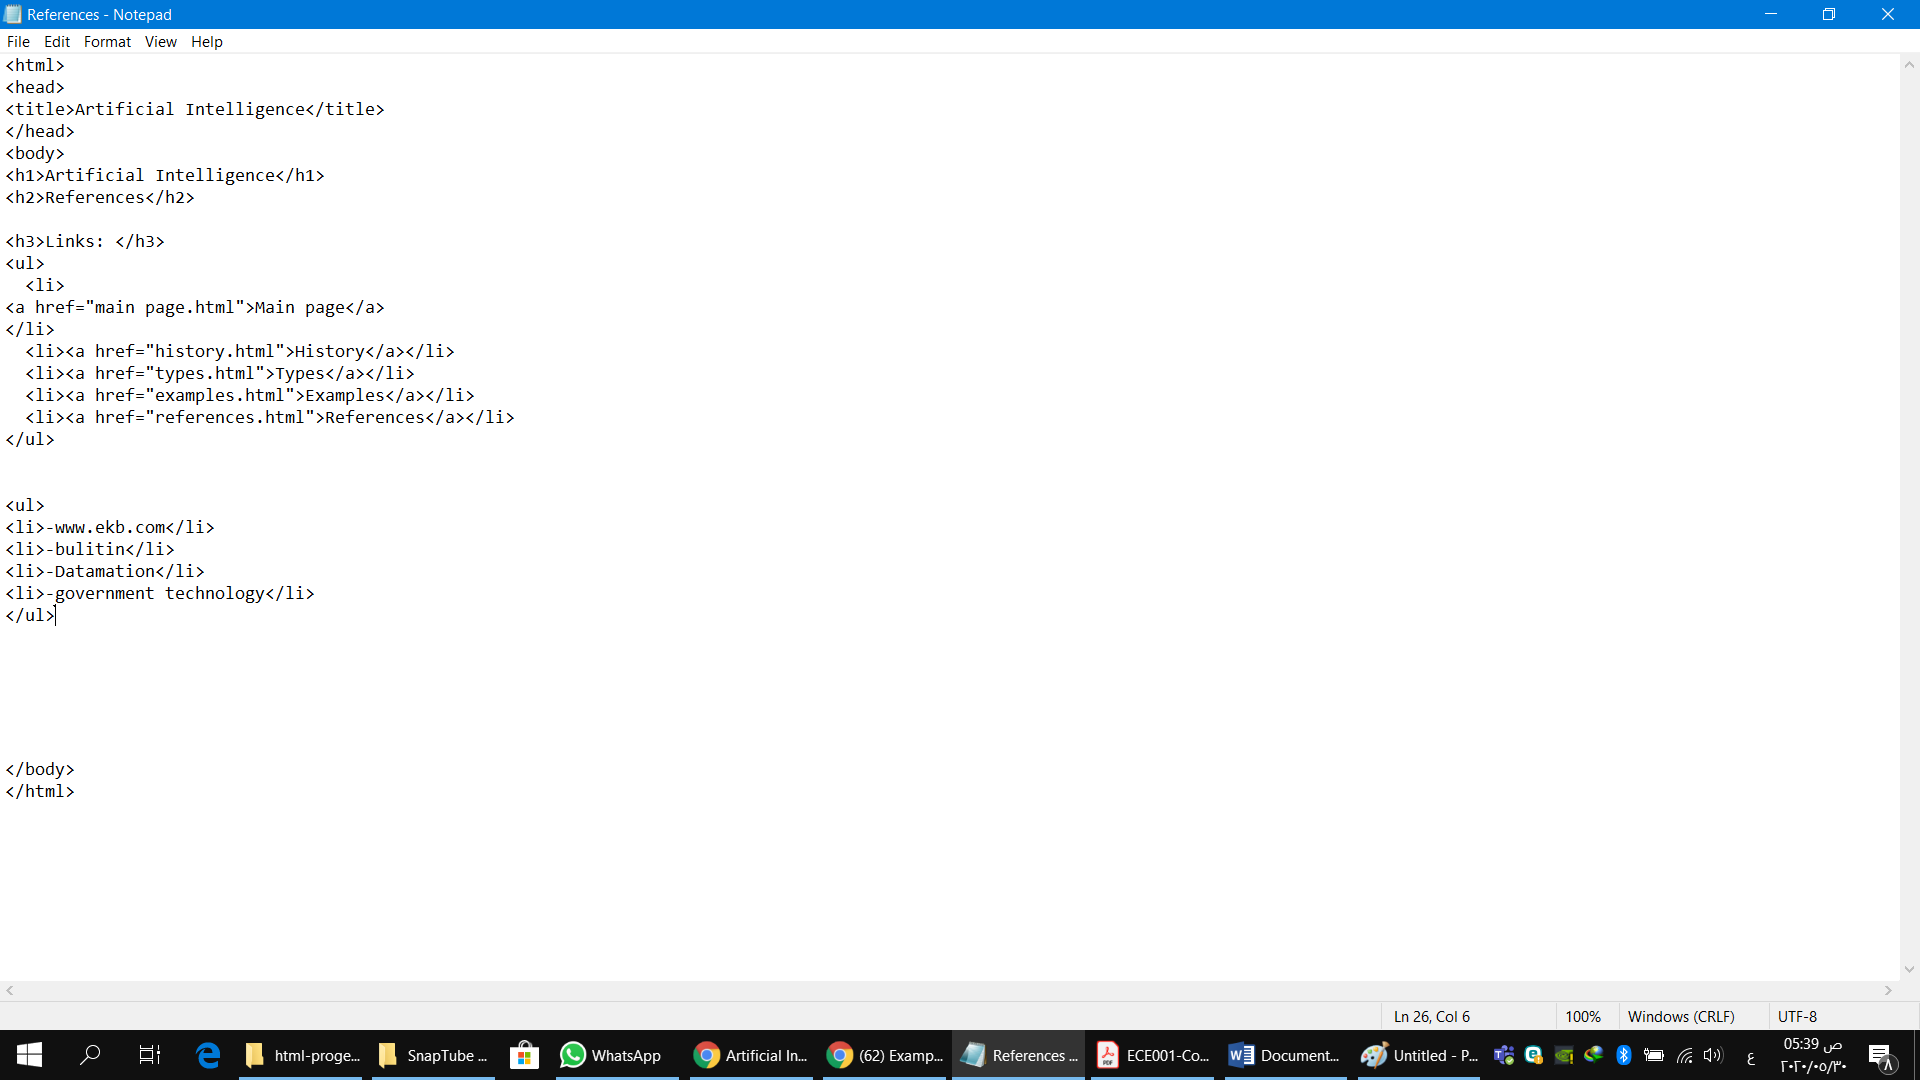 References - Notepad
File Edit Format View Help
<html>
<head>
<title>Artificial Intelligence</title>
</head>
<body>
<h1>Artificial Intelligence</h1>
<h2>References</h2>
<h3>Links: </h3>
<ul>
  <li>
<a href="main page.html">Main page</a>
</li>
  <li><a href="history.html">History</a></li>
  <li><a href="types.html">Types</a></li>
  <li><a href="examples.html">Examples</a></li>
  <li><a href="references.html">References</a></li>
</ul>
<ul>
<li>-www.ekb.com</li>
<li>-bulitin</li>
<li>-Datamation</li>
<li>-government technology</li>
</ul>
</body>
</html>
Ln 26, Col 6 100% Windows (CRLF) UTF-8
html-proge... SnapTube ... WhatsApp Artificial In... (62) Examp... References ... ECE001-Co... Document... Untitled - P... ع
05:39 ص
٢٠٢٠/٠٥/٣٠
٨